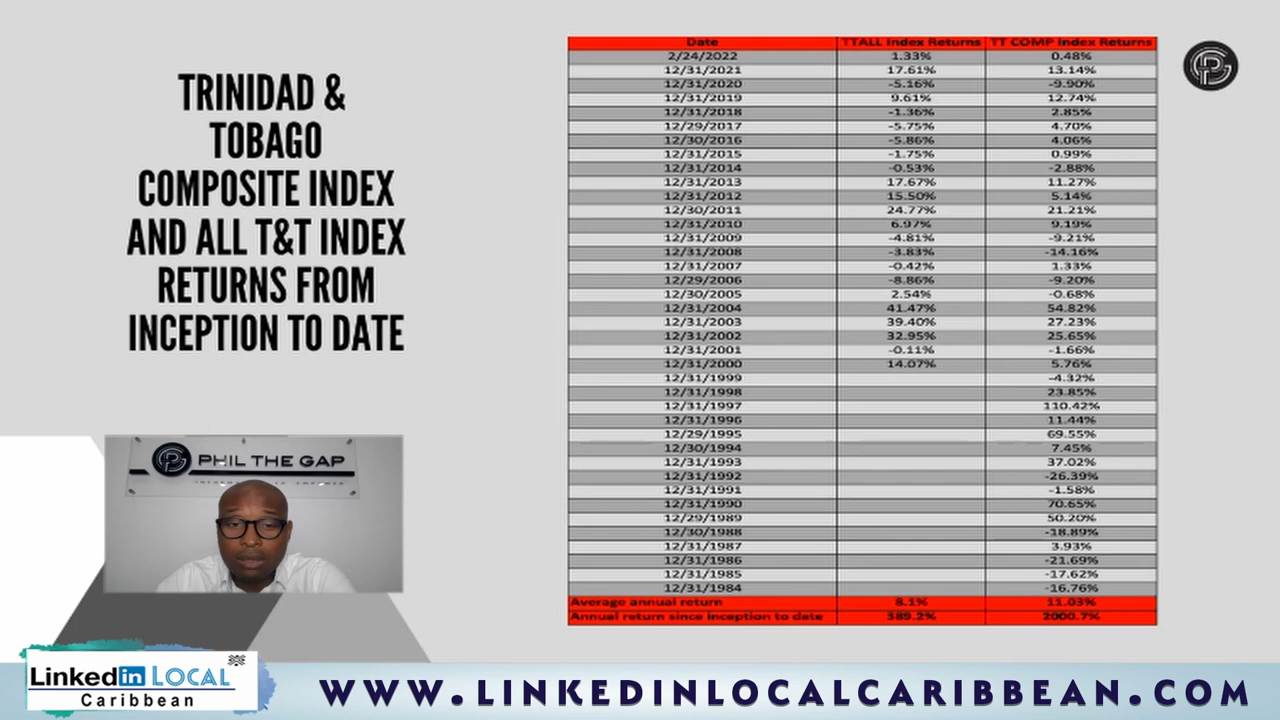 TRINIDAD &
TOBAGO
COMPOSITE INDEX
AND ALL T&T INDEX
RETURNS FROM
INCEPTION TO DATE
Date TTALL Index Returns TT COMP Index Returns
2/24/2022 1.33% 0.48%
12/31/2021 17.61% 13.14%
12/31/2020 -5.16% -9.90%
12/31/2019 9.61% 12.74%
12/31/2018 -1.36% 2.85%
12/29/2017 -5.75% 4.70%
12/30/2016 -5.86% 4.06%
12/31/2015 -1.75% 0.99%
12/31/2014 -0.53% -2.88%
12/31/2013 17.67% 11.27%
12/31/2012 15.50% 5.14%
12/30/2011 24.77% 21.21%
12/31/2010 6.97% 9.19%
12/31/2009 -4.81% -9.21%
12/31/2008 -3.83% -14.16%
12/31/2007 -0.42% 1.33%
12/29/2006 -8.86% -9.20%
12/30/2005 2.54% -0.68%
12/31/2004 41.47% 54.82%
12/31/2003 39.40% 27.23%
12/31/2002 32.95% 25.65%
12/31/2001 -0.11% -1.66%
12/31/2000 14.07% 5.76%
12/31/1999 -4.32%
12/31/1998 23.85%
12/31/1997 110.42%
12/31/1996 11.44%
12/29/1995 69.55%
12/30/1994 7.45%
12/31/1993 37.02%
12/31/1992 -26.39%
12/31/1991 -1.58%
12/31/1990 70.65%
12/29/1989 50.20%
12/30/1988 -18.89%
12/31/1987 3.93%
12/31/1986 -21.69%
12/31/1985 -17.62%
12/31/1984 -16.76%
Average annual return 8.1% 11.03%
Annual return since inception to date 389.2% 2000.7%
PHIL THE GAP
Linkedin LOCAL
Caribbean
WWW.LINKEDINLOCALCARIBBEAN.COM